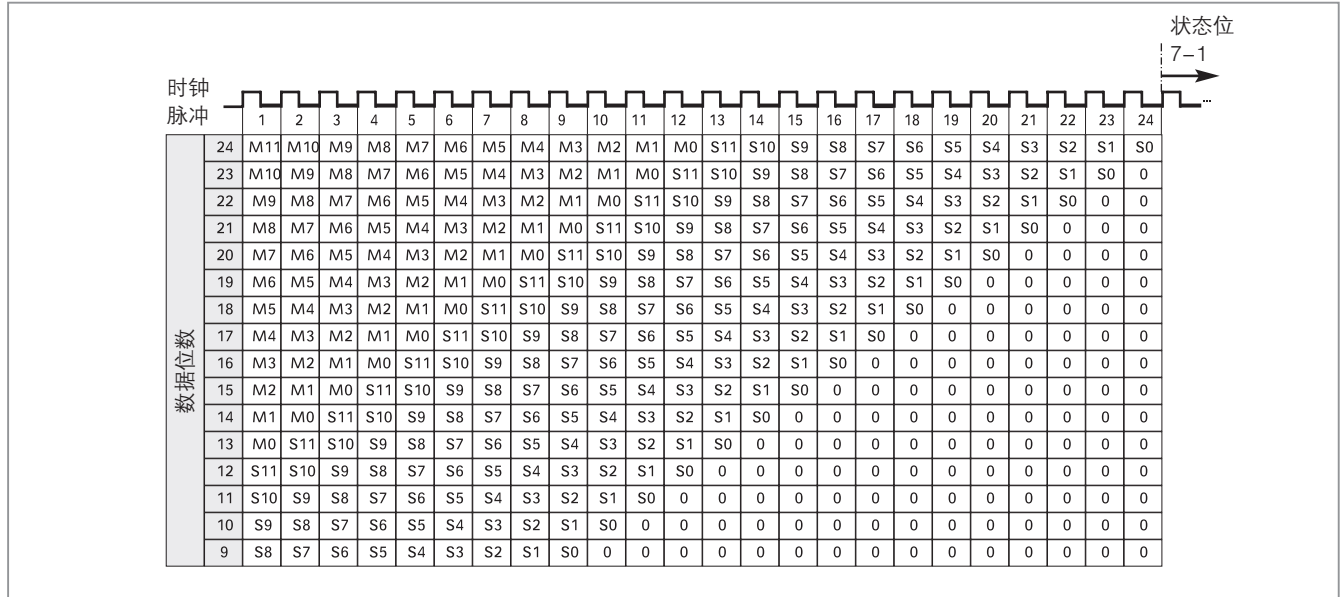 状态位
7–1
时钟
脉冲
...
1 2 3 4 5 6 7 8 9 10 11 12 13 14 15 16 17 18 19 20 21 22 23 24
数据位数
24 M11 M10 M9 M8 M7 M6 M5 M4 M3 M2 M1 M0 S11 S10 S9 S8 S7 S6 S5 S4 S3 S2 S1 S0
23 M10 M9 M8 M7 M6 M5 M4 M3 M2 M1 M0 S11 S10 S9 S8 S7 S6 S5 S4 S3 S2 S1 S0 0
22 M9 M8 M7 M6 M5 M4 M3 M2 M1 M0 S11 S10 S9 S8 S7 S6 S5 S4 S3 S2 S1 S0 0 0
21 M8 M7 M6 M5 M4 M3 M2 M1 M0 S11 S10 S9 S8 S7 S6 S5 S4 S3 S2 S1 S0 0 0 0
20 M7 M6 M5 M4 M3 M2 M1 M0 S11 S10 S9 S8 S7 S6 S5 S4 S3 S2 S1 S0 0 0 0 0
19 M6 M5 M4 M3 M2 M1 M0 S11 S10 S9 S8 S7 S6 S5 S4 S3 S2 S1 S0 0 0 0 0 0
18 M5 M4 M3 M2 M1 M0 S11 S10 S9 S8 S7 S6 S5 S4 S3 S2 S1 S0 0 0 0 0 0 0
17 M4 M3 M2 M1 M0 S11 S10 S9 S8 S7 S6 S5 S4 S3 S2 S1 S0 0 0 0 0 0 0 0
16 M3 M2 M1 M0 S11 S10 S9 S8 S7 S6 S5 S4 S3 S2 S1 S0 0 0 0 0 0 0 0 0
15 M2 M1 M0 S11 S10 S9 S8 S7 S6 S5 S4 S3 S2 S1 S0 0 0 0 0 0 0 0 0 0
14 M1 M0 S11 S10 S9 S8 S7 S6 S5 S4 S3 S2 S1 S0 0 0 0 0 0 0 0 0 0 0
13 M0 S11 S10 S9 S8 S7 S6 S5 S4 S3 S2 S1 S0 0 0 0 0 0 0 0 0 0 0 0
12 S11 S10 S9 S8 S7 S6 S5 S4 S3 S2 S1 S0 0 0 0 0 0 0 0 0 0 0 0 0
11 S10 S9 S8 S7 S6 S5 S4 S3 S2 S1 S0 0 0 0 0 0 0 0 0 0 0 0 0 0
10 S9 S8 S7 S6 S5 S4 S3 S2 S1 S0 0 0 0 0 0 0 0 0 0 0 0 0 0 0
9 S8 S7 S6 S5 S4 S3 S2 S1 S0 0 0 0 0 0 0 0 0 0 0 0 0 0 0 0